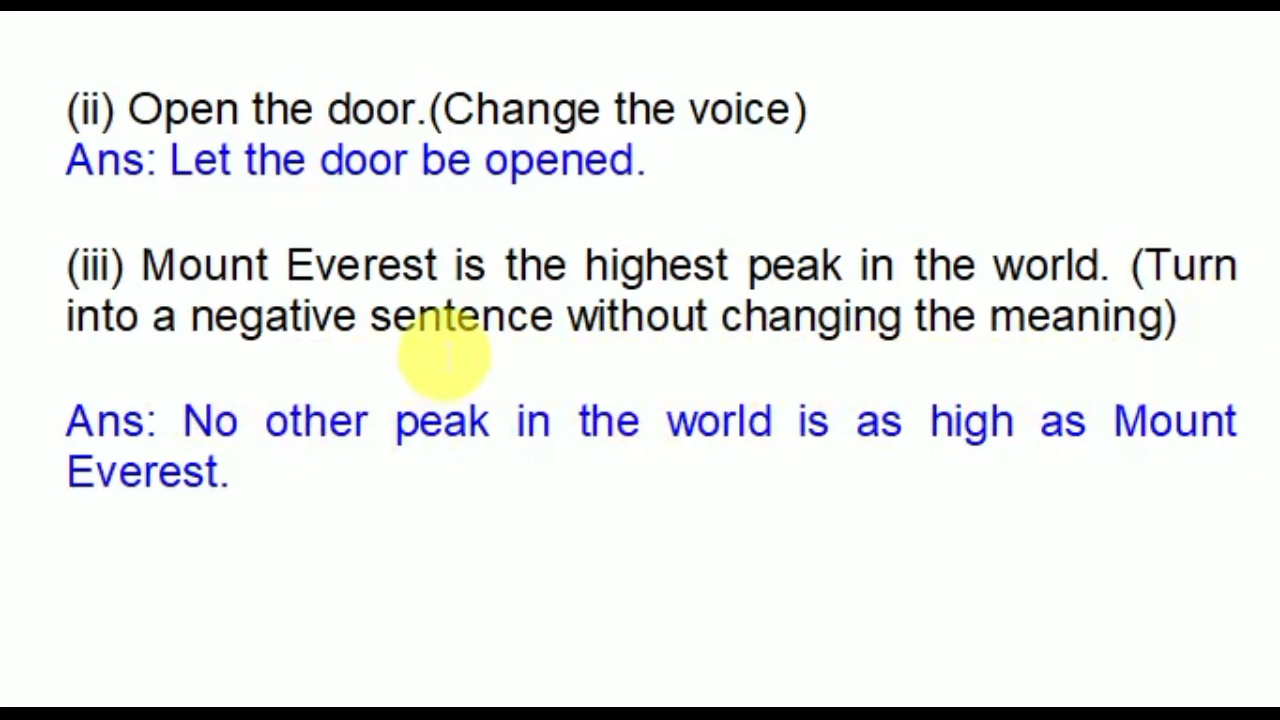 (ii) Open the door.(Change the voice)
Ans: Let the door be opened.
(iii) Mount Everest is the highest peak in the world. (Turn
into a negative sentence without changing the meaning)
Ans: No other peak in the world is as high as Mount
Everest.